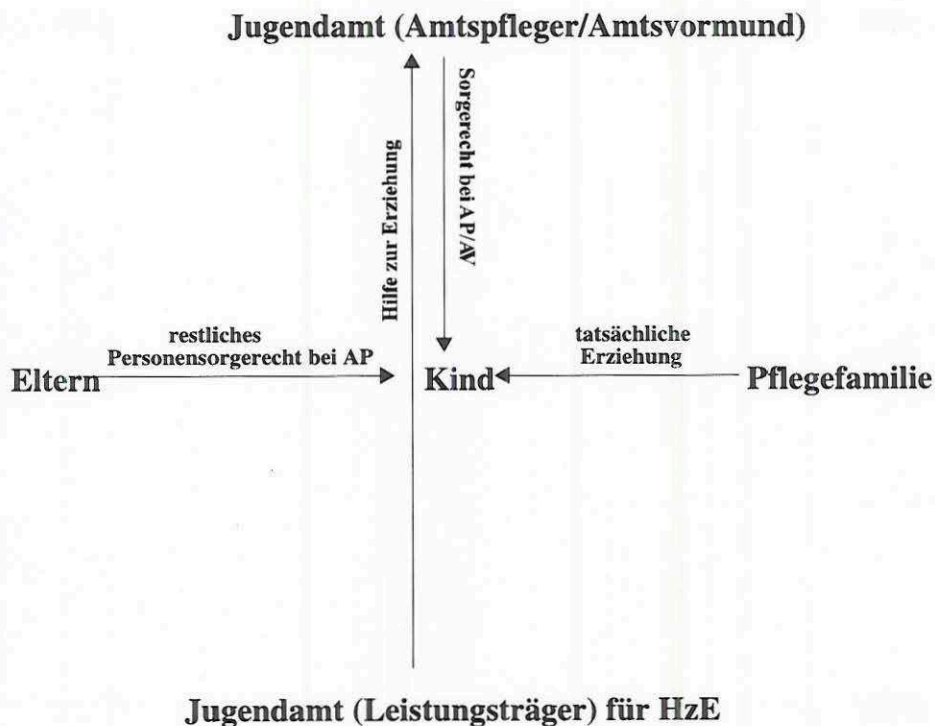 Jugendamt (Amtspfleger/Amtsvormund)
Hilfe zur Erziehung
Sorgerecht bei AP/AV
restliches
Personensorgerecht bei AP
tatsächliche
Erziehung
Eltern
Kind
Pflegefamilie
Jugendamt (Leistungsträger) für HzE